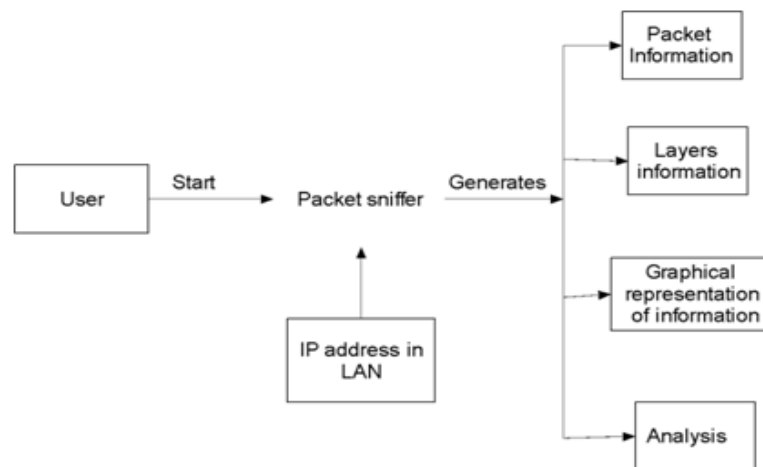 Packet
Information
Layers
information
User
Start
Packet sniffer
Generates
Graphical
representation
of information
IP address in
LAN
Analysis